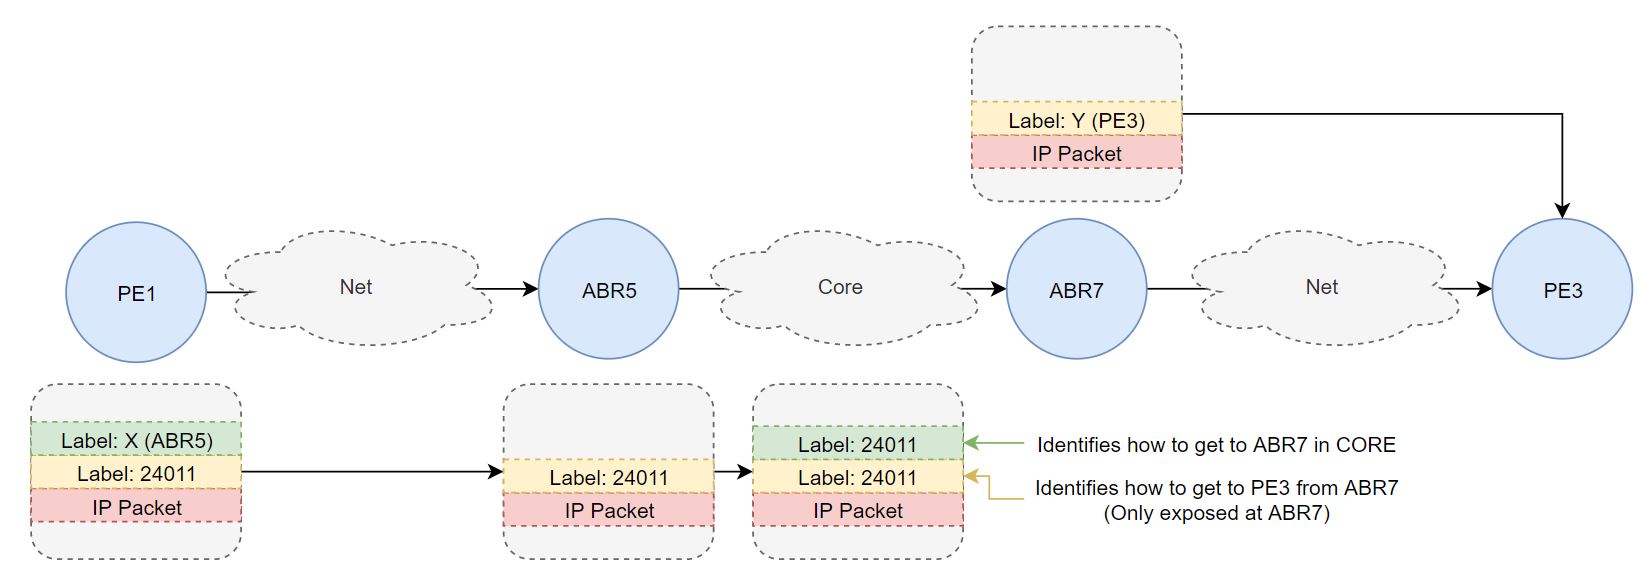 Label: Y (PE3)
IP Packet
PE1
Net
ABR5
Core
ABR7
Net
PE3
Label: X (ABR5)
Label: 24011
IP Packet
Label: 24011
IP Packet
Label: 24011
Label: 24011
IP Packet
Identifies how to get to ABR7 in CORE
Identifies how to get to PE3 from ABR7
(Only exposed at ABR7)